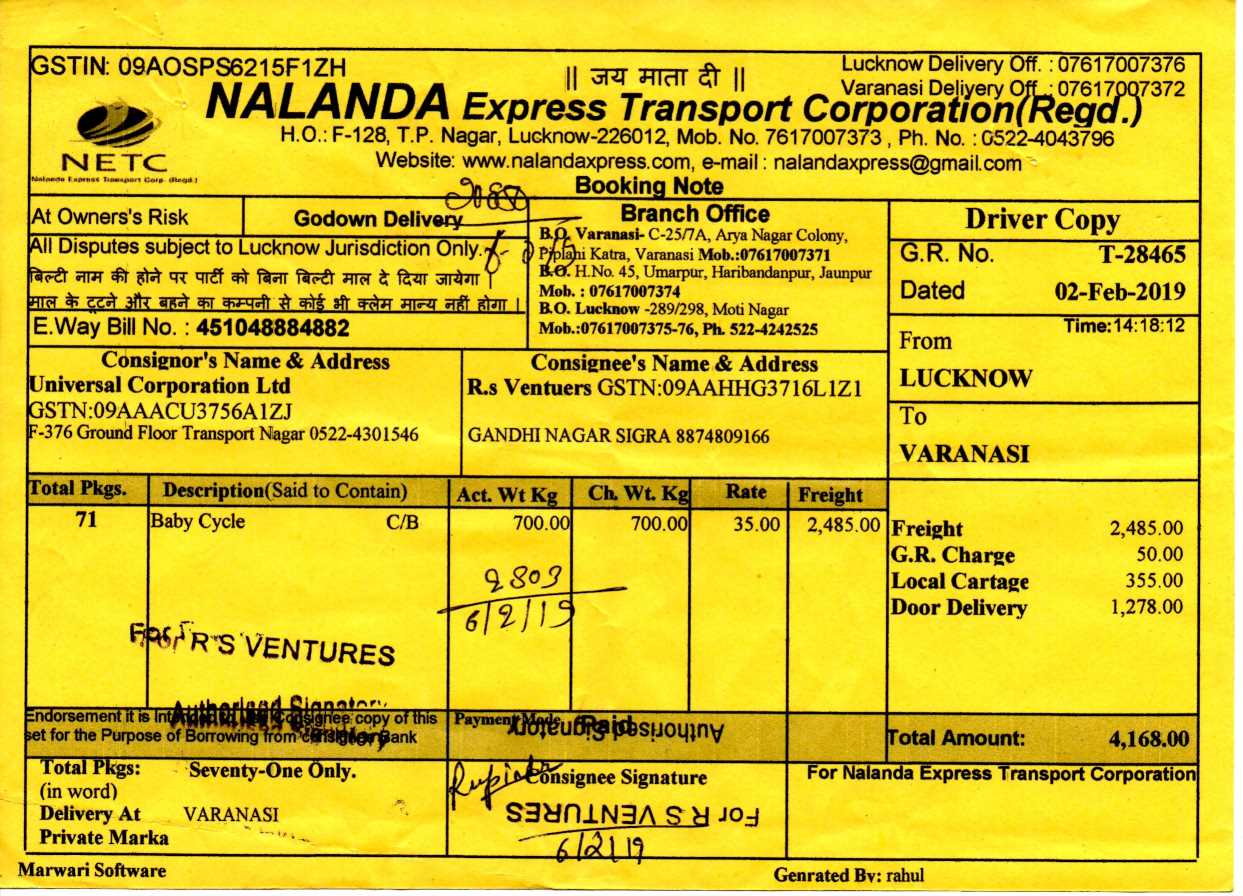 GSTIN: 09AOSPS6215F1ZH
|| जय माता दी ||
Lucknow Delivery Off. : 07617007376
Varanasi Delivery Off. : 07617007372
NALANDA Express Transport Corporation(Regd.)
H.O.: F-128, T.P. Nagar, Lucknow-226012, Mob. No. 7617007373 , Ph. No. : 0522-4043796
NETC
Website: www.nalandaxpress.com, e-mail : nalandaxpress@gmail.com
Nalanda Express Transport Corp. (Regd.)
Booking Note
At Owners's Risk
Godown Delivery
All Disputes subject to Lucknow Jurisdiction Only.
बिल्टी नाम की होने पर पार्टी को बिना बिल्टी माल दे दिया जायेगा |
माल के टूटने और बहने का कम्पनी से कोई भी क्लेम मान्य नहीं होगा |
E.Way Bill No. : 451048884882
Branch Office
B.O. Varanasi- C-25/7A, Arya Nagar Colony,
Piplani Katra, Varanasi Mob.:07617007371
B.O. H.No. 45, Umarpur, Haribandanpur, Jaunpur
Mob. : 07617007374
B.O. Lucknow -289/298, Moti Nagar
Mob.:07617007375-76, Ph. 522-4242525
Driver Copy
G.R. No. T-28465
Dated 02-Feb-2019
Time:14:18:12
From
LUCKNOW
To
VARANASI
Consignor's Name & Address
Universal Corporation Ltd
GSTN:09AAACU3756A1ZJ
F-376 Ground Floor Transport Nagar 0522-4301546
Consignee's Name & Address
R.s Ventuers GSTN:09AAHHG3716L1Z1
GANDHI NAGAR SIGRA 8874809166
Total Pkgs. Description(Said to Contain) Act. Wt Kg Ch. Wt. Kg Rate Freight
71 Baby Cycle C/B 700.00 700.00 35.00 2,485.00
Freight 2,485.00
G.R. Charge 50.00
Local Cartage 355.00
Door Delivery 1,278.00
2803
6/2/19
For R S VENTURES
Authorised Signatory
Endorsement it is Intended to use Consignee copy of this
set for the Purpose of Borrowing from consignee Bank
Payment Mode Paid
Authorised Signatory
Total Amount: 4,168.00
Total Pkgs: Seventy-One Only.
(in word)
Delivery At VARANASI
Private Marka
Consignee Signature
For R S VENTURES
6/2/19
For Nalanda Express Transport Corporation
Marwari Software
Genrated By: rahul